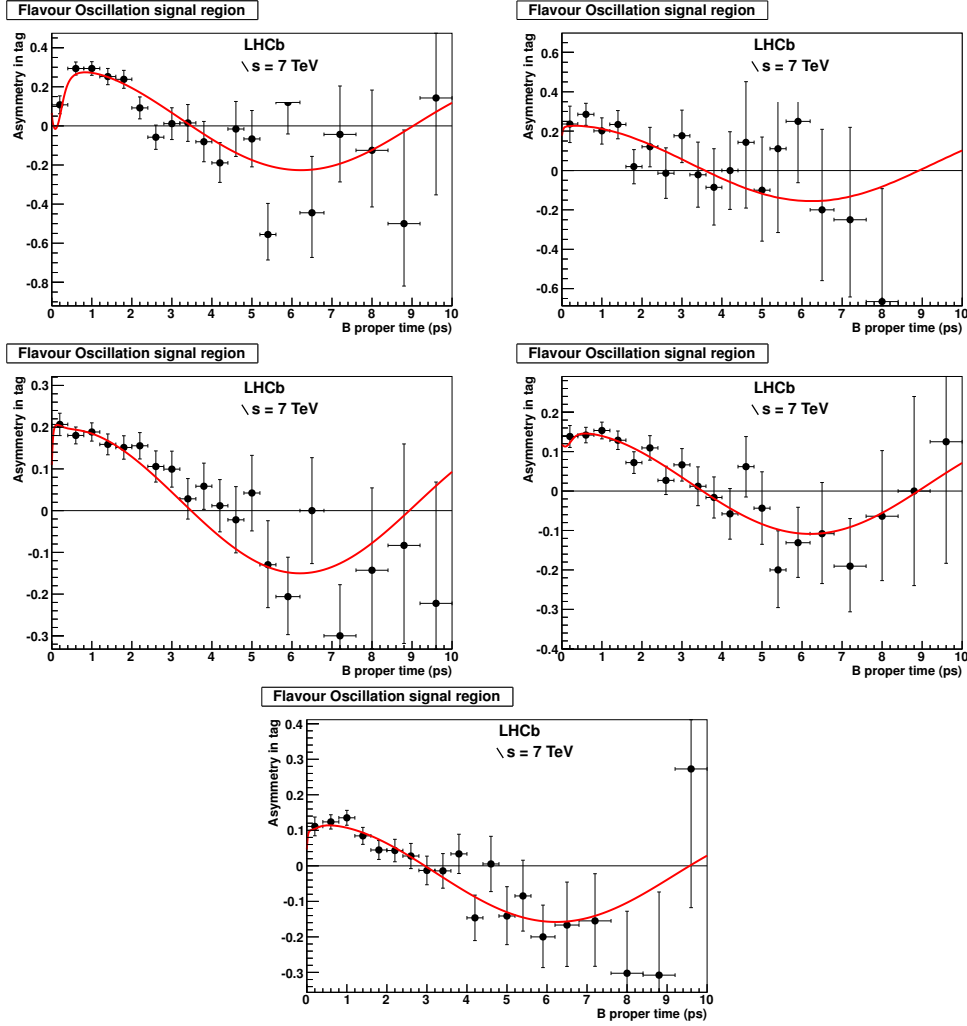 Flavour Oscillation signal region
Asymmetry in tag
LHCb
\ s = 7 TeV
0.4
0.2
0
-0.2
-0.4
-0.6
-0.8
0 1 2 3 4 5 6 7 8 9 10
B proper time (ps)
Flavour Oscillation signal region
Asymmetry in tag
LHCb
\ s = 7 TeV
0.6
0.4
0.2
0
-0.2
-0.4
-0.6
0 1 2 3 4 5 6 7 8 9 10
B proper time (ps)
Flavour Oscillation signal region
Asymmetry in tag
LHCb
\ s = 7 TeV
0.3
0.2
0.1
0
-0.1
-0.2
-0.3
0 1 2 3 4 5 6 7 8 9 10
B proper time (ps)
Flavour Oscillation signal region
Asymmetry in tag
LHCb
\ s = 7 TeV
0.2
0.1
0
-0.1
-0.2
-0.3
-0.4
0 1 2 3 4 5 6 7 8 9 10
B proper time (ps)
Flavour Oscillation signal region
Asymmetry in tag
LHCb
\ s = 7 TeV
0.4
0.3
0.2
0.1
0
-0.1
-0.2
-0.3
0 1 2 3 4 5 6 7 8 9 10
B proper time (ps)